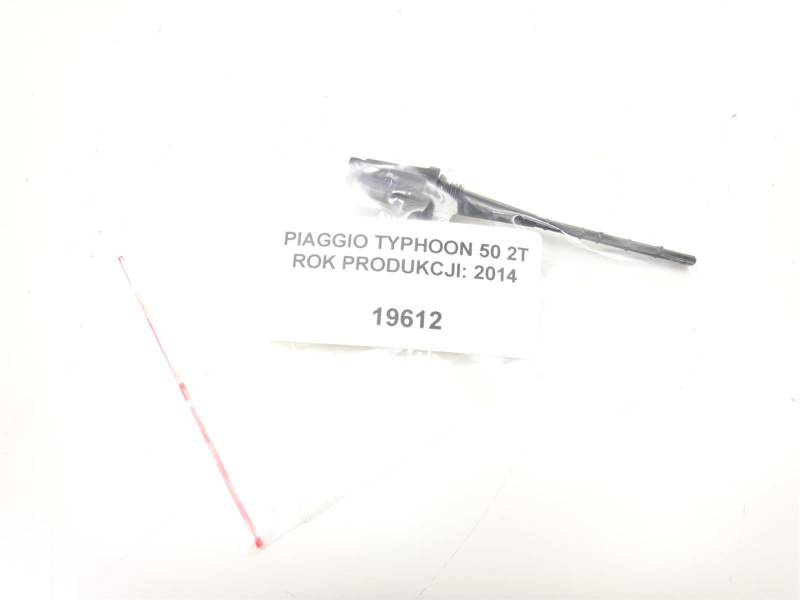 PIAGGIO TYPHOON 50 2T
ROK PRODUKCJI: 2014
19612